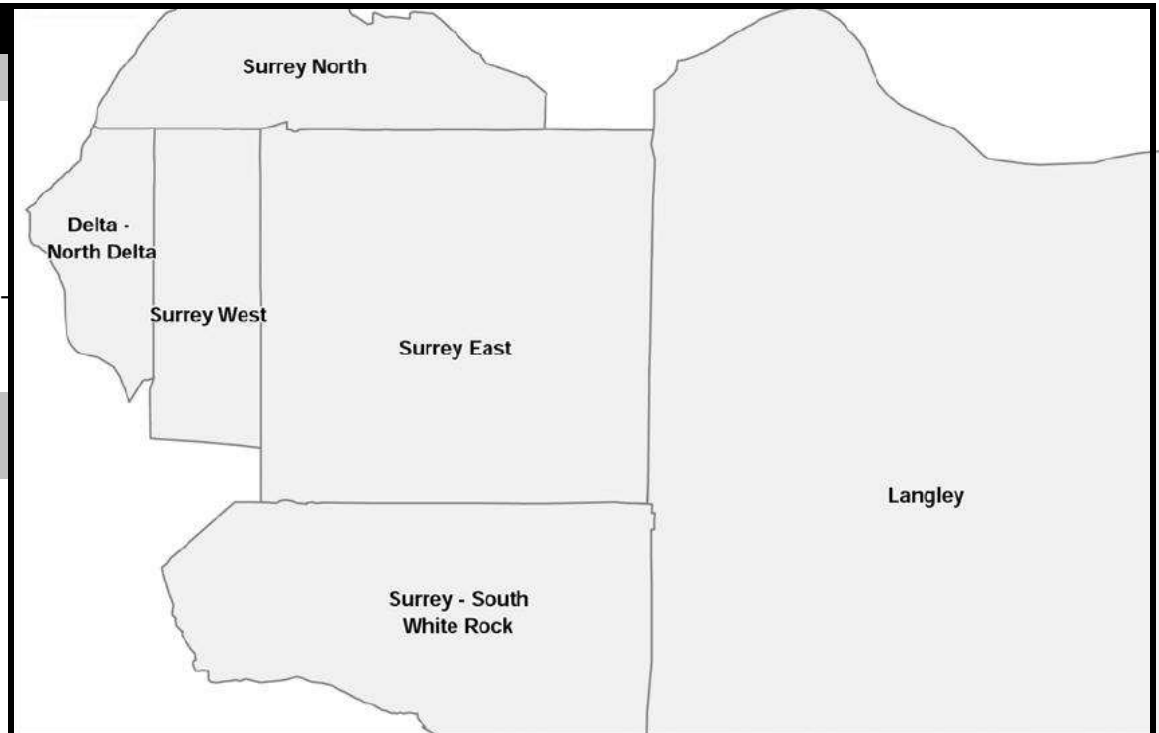 Surrey North
Delta -
North Delta
Surrey West
Surrey East
Langley
Surrey - South
White Rock